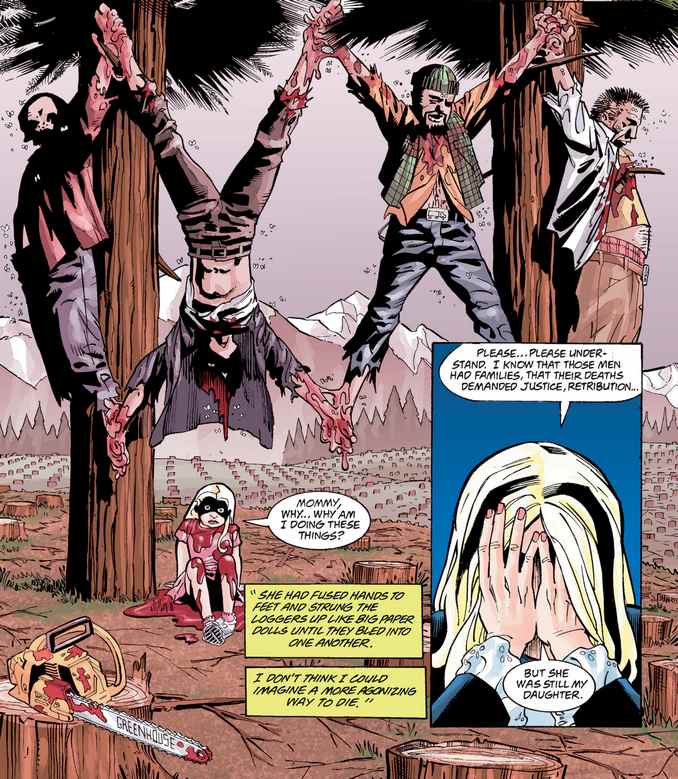 PLEASE...PLEASE UNDER-
STAND. I KNOW THAT THOSE MEN
HAD FAMILIES, THAT THEIR DEATHS
DEMANDED JUSTICE, RETRIBUTION...
MOMMY,
WHY... WHY AM
I DOING THESE
THINGS?
"SHE HAD FUSED HANDS TO
FEET AND STRUNG THE
LOGGERS UP LIKE BIG PAPER
DOLLS UNTIL THEY BLED INTO
ONE ANOTHER.
I DON'T THINK I COULD
IMAGINE A MORE AGONIZING
WAY TO DIE."
BUT SHE
WAS STILL MY
DAUGHTER.
GREENHOUSE